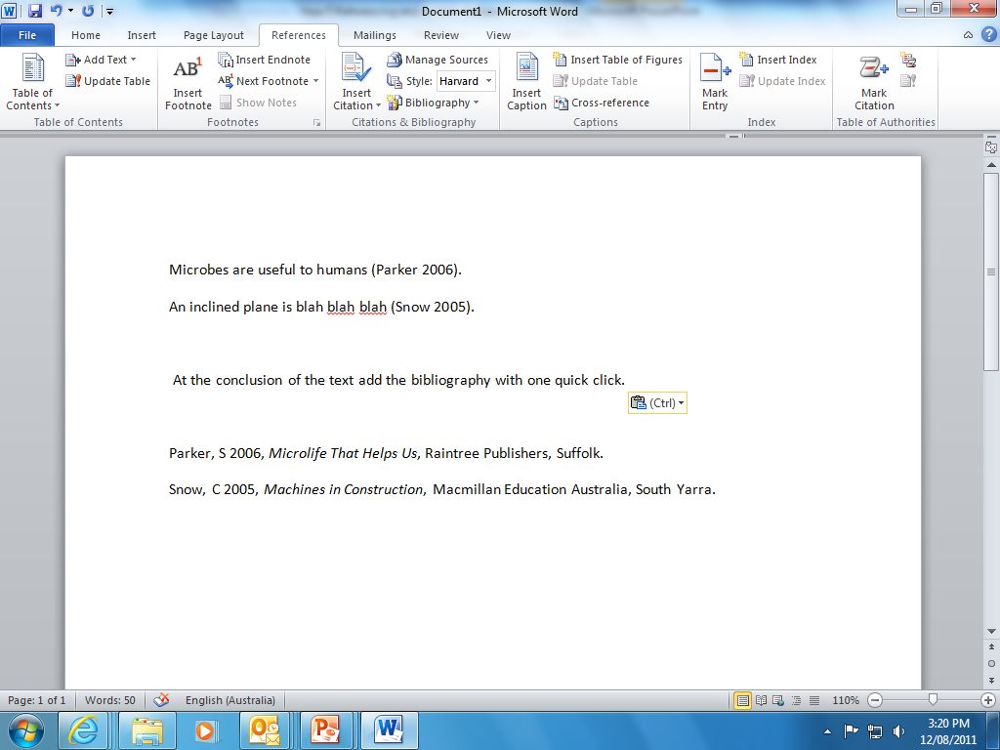 Document1 - Microsoft Word
File Home Insert Page Layout References Mailings Review View
Table of Contents
Add Text
Update Table
Table of Contents
AB1 Insert Footnote
Insert Endnote
AB1 Next Footnote
Show Notes
Footnotes
Insert Citation
Manage Sources
Style: Harvard
Bibliography
Citations & Bibliography
Insert Caption
Insert Table of Figures
Update Table
Cross-reference
Captions
Mark Entry
Insert Index
Update Index
Index
Mark Citation
Table of Authorities
Microbes are useful to humans (Parker 2006).
An inclined plane is blah blah blah (Snow 2005).
At the conclusion of the text add the bibliography with one quick click.
(Ctrl)
Parker, S 2006, Microlife That Helps Us, Raintree Publishers, Suffolk.
Snow, C 2005, Machines in Construction, Macmillan Education Australia, South Yarra.
Page: 1 of 1 Words: 50 English (Australia) 110%
3:20 PM
12/08/2011